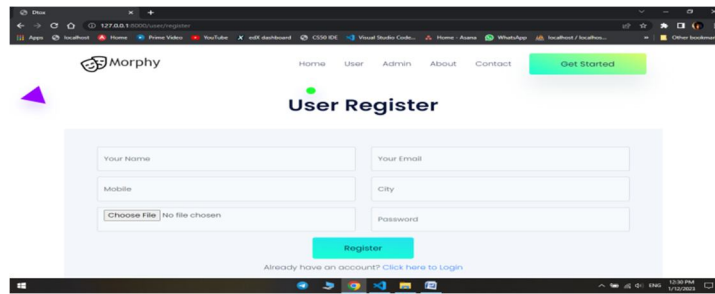 Dtox
127.0.0.1:8000/user/register
Apps localhost Home Prime Video YouTube edX dashboard CS50 IDE Visual Studio Code... Home - Asana WhatsApp localhost / localhos... Other bookmar
Morphy Home User Admin About Contact Get Started
User Register
Your Name Your Email
Mobile City
Choose File No file chosen Password
Register
Already have an account? Click here to Login
ENG 12:30 PM
1/12/2023